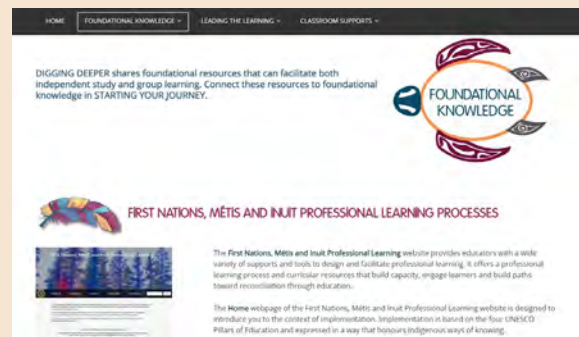 HOME FOUNDATIONAL KNOWLEDGE LEADING THE LEARNING CLASSROOM SUPPORTS
DIGGING DEEPER shares foundational resources that can facilitate both
independent study and group learning. Connect these resources to foundational
knowledge in STARTING YOUR JOURNEY.
FOUNDATIONAL
KNOWLEDGE
FIRST NATIONS, MÉTIS AND INUIT PROFESSIONAL LEARNING PROCESSES
The First Nations, Métis and Inuit Professional Learning website provides educators with a wide
variety of supports and tools to design and facilitate professional learning. It offers a professional
learning process and curricular resources that build capacity, engage learners and build paths
toward reconciliation through education.
The Home webpage of the First Nations, Métis and Inuit Professional Learning website is designed to
introduce you to the context of implementation. Implementation is based on the four UNESCO
Pillars of Education and expressed in a way that honours Indigenous ways of knowing.